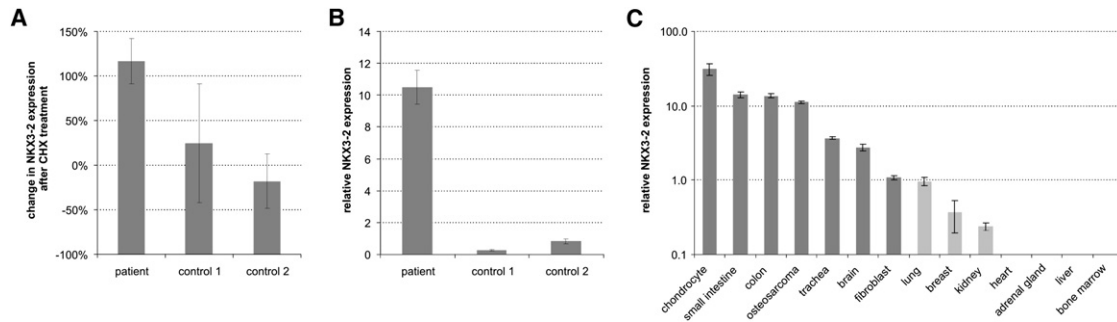 A
change in NKX3-2 expression
after CHX treatment
150%
100%
50%
0%
-50%
-100%
patient
control 1
control 2
B
relative NKX3-2 expression
14
12
10
8
6
4
2
0
patient
control 1
control 2
C
relative NKX3-2 expression
100.0
10.0
1.0
0.1
chondrocyte
small intestine
colon
osteosarcoma
trachea
brain
fibroblast
lung
breast
kidney
heart
adrenal gland
liver
bone marrow